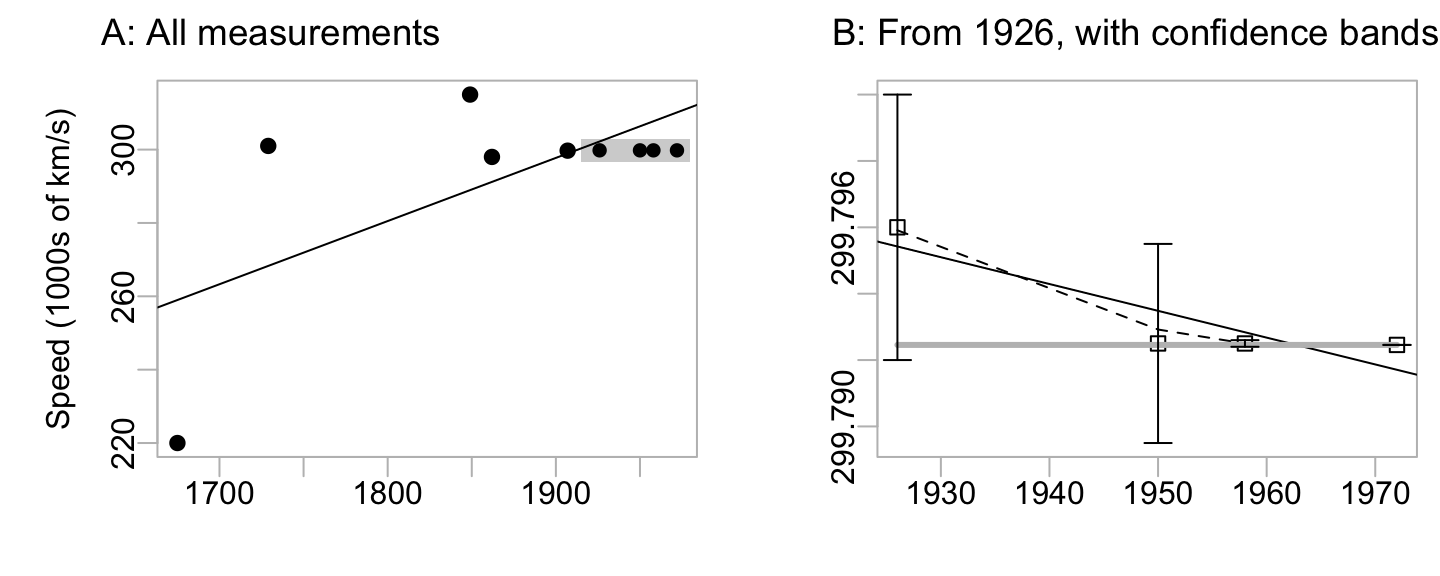 A: All measurements
Speed (1000s of km/s)
300
260
220
1700 1800 1900
B: From 1926, with confidence bands
299.796
299.790
1930 1940 1950 1960 1970